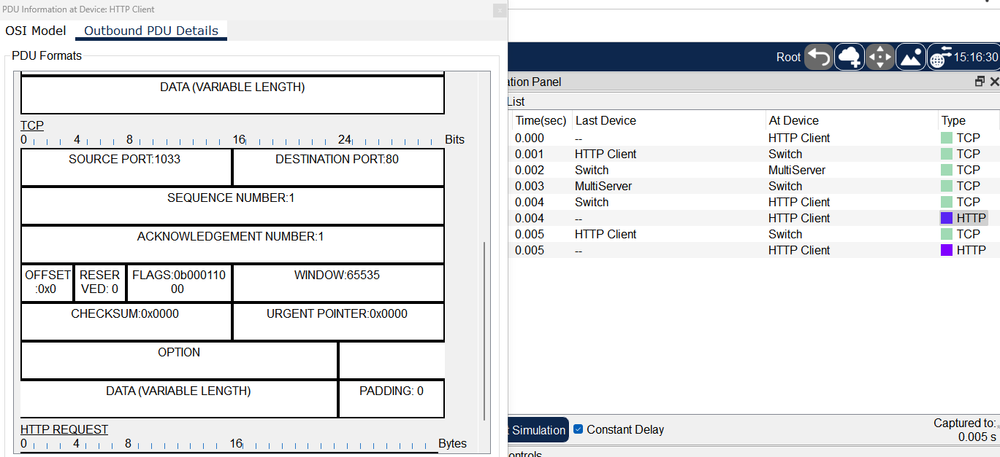 PDU Information at Device: HTTP Client
OSI Model Outbound PDU Details
PDU Formats
DATA (VARIABLE LENGTH)
TCP
0 4 8 16 24 Bits
SOURCE PORT:1033 DESTINATION PORT:80
SEQUENCE NUMBER:1
ACKNOWLEDGEMENT NUMBER:1
OFFSET RESER FLAGS:0b000110 WINDOW:65535
:0x0 VED: 0 00
CHECKSUM:0x0000 URGENT POINTER:0x0000
OPTION
DATA (VARIABLE LENGTH) PADDING: 0
HTTP REQUEST
0 4 8 16 Bytes
Root 15:16:30
ation Panel
List
Time(sec) Last Device At Device Type
0.000 -- HTTP Client TCP
0.001 HTTP Client Switch TCP
0.002 Switch MultiServer TCP
0.003 MultiServer Switch TCP
0.004 Switch HTTP Client TCP
0.004 -- HTTP Client HTTP
0.005 HTTP Client Switch TCP
0.005 -- HTTP Client HTTP
t Simulation Constant Delay Captured to:
0.005 s
ontrols